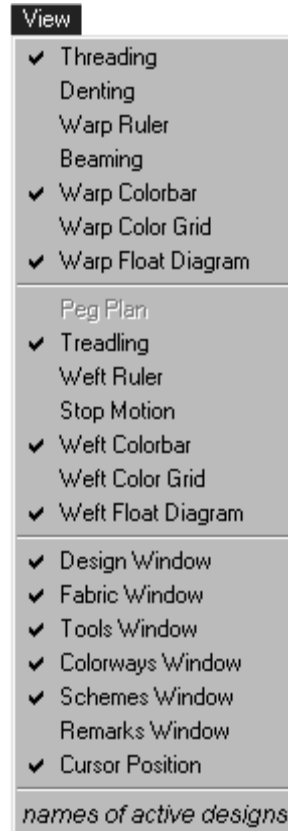 View
Threading
Denting
Warp Ruler
Beaming
Warp Colorbar
Warp Color Grid
Warp Float Diagram
Peg Plan
Treadling
Weft Ruler
Stop Motion
Weft Colorbar
Weft Color Grid
Weft Float Diagram
Design Window
Fabric Window
Tools Window
Colorways Window
Schemes Window
Remarks Window
Cursor Position
names of active designs